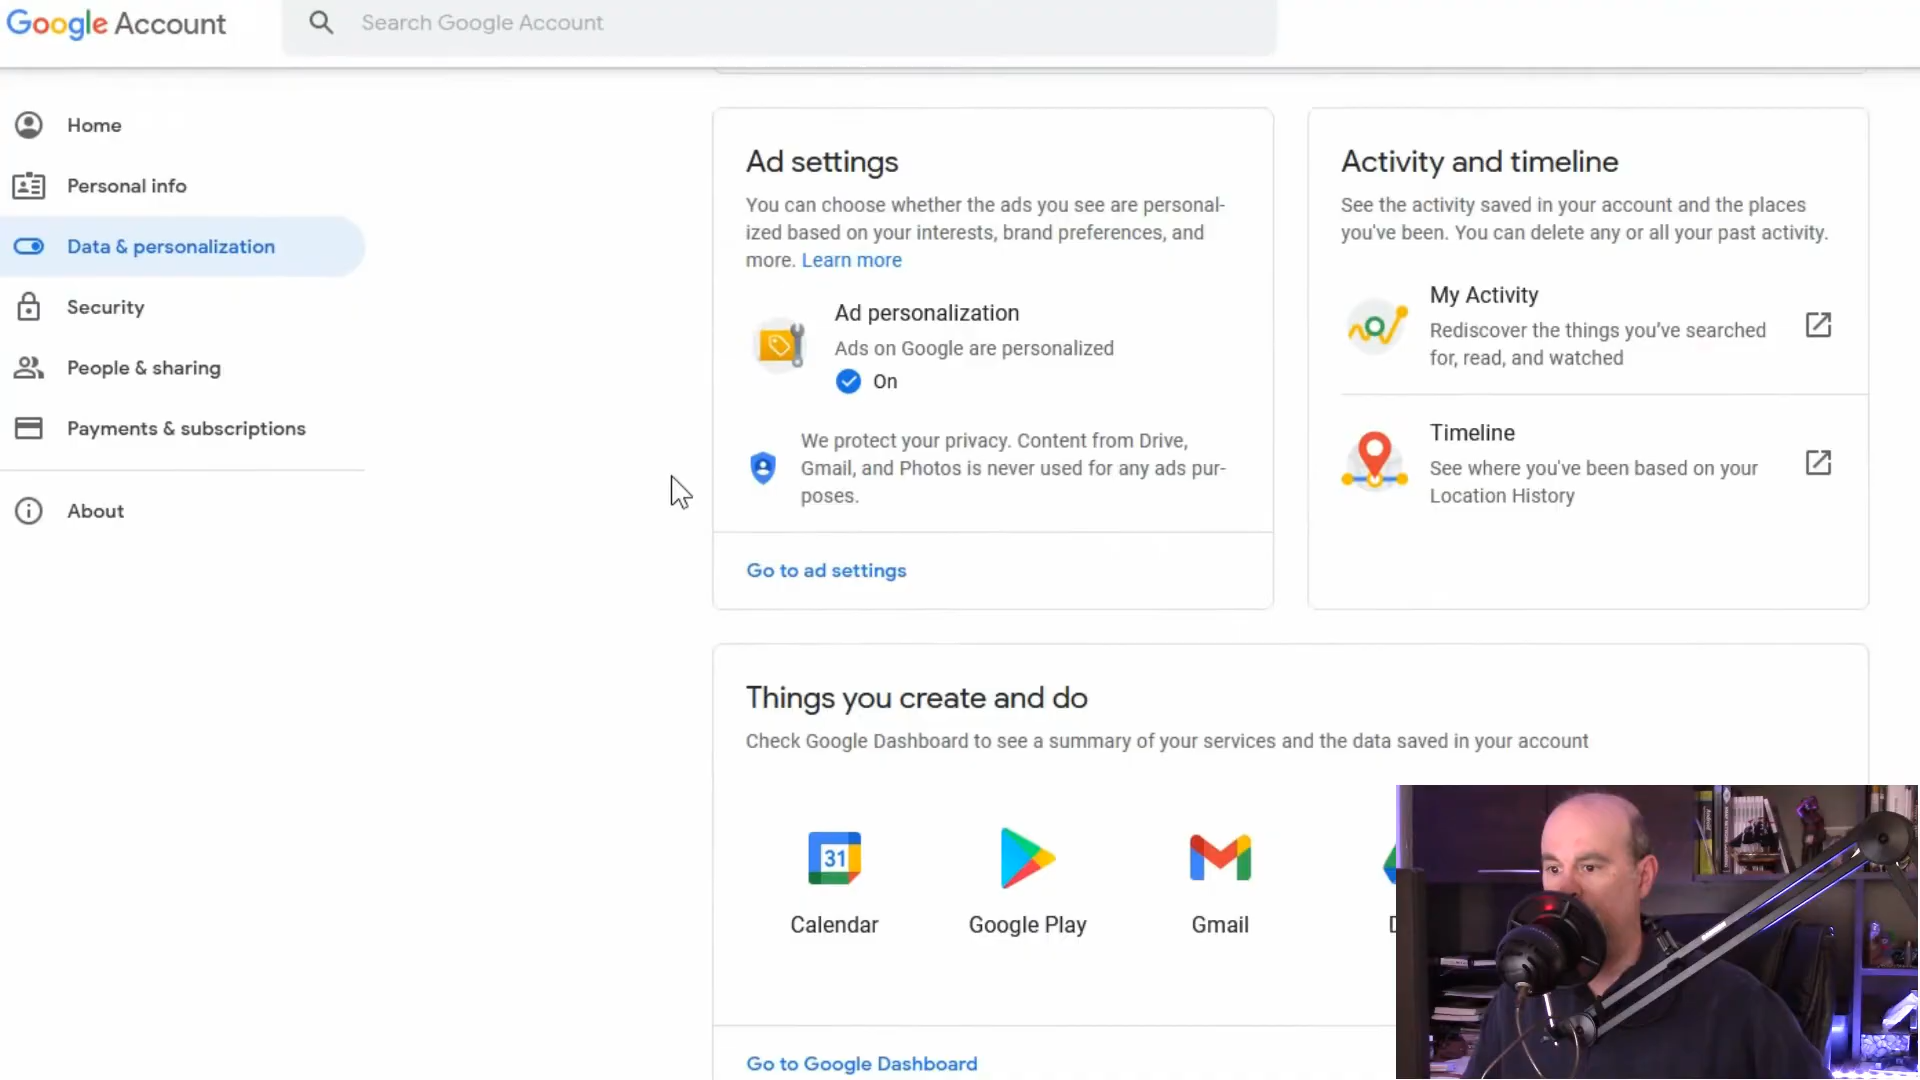 Google Account
Search Google Account
Home
Personal info
Data & personalization
Security
People & sharing
Payments & subscriptions
About
Ad settings
You can choose whether the ads you see are personal-
ized based on your interests, brand preferences, and
more. Learn more
Ad personalization
Ads on Google are personalized
On
We protect your privacy. Content from Drive,
Gmail, and Photos is never used for any ads pur-
poses.
Go to ad settings
Activity and timeline
See the activity saved in your account and the places
you've been. You can delete any or all your past activity.
My Activity
Rediscover the things you've searched
for, read, and watched
Timeline
See where you've been based on your
Location History
Things you create and do
Check Google Dashboard to see a summary of your services and the data saved in your account
31
Calendar
Google Play
Gmail
Go to Google Dashboard